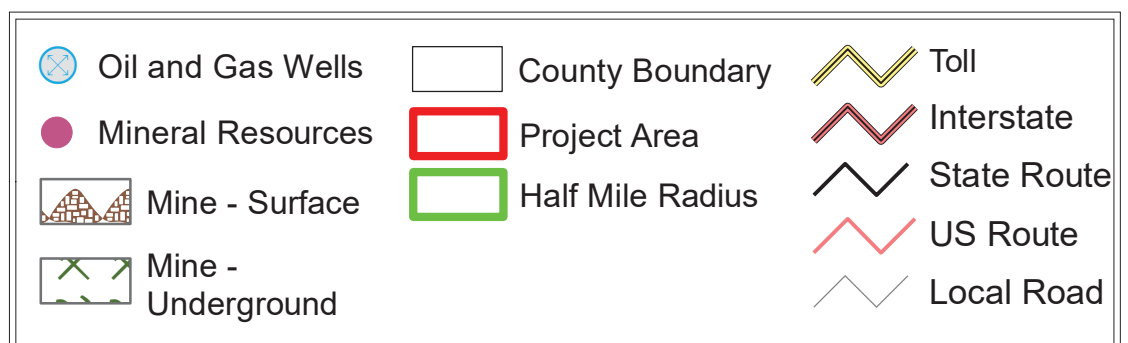 Oil and Gas Wells
Mineral Resources
Mine - Surface
Mine -
Underground
County Boundary
Project Area
Half Mile Radius
Toll
Interstate
State Route
US Route
Local Road